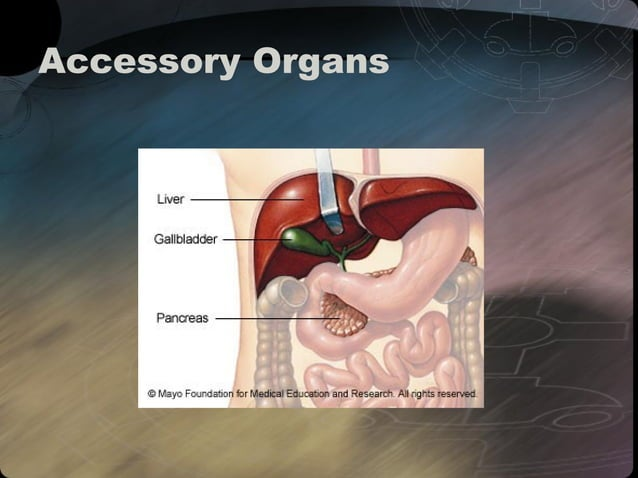 Accessory Organs
Liver
Gallbladder
Pancreas
© Mayo Foundation for Medical Education and Research. All rights reserved.